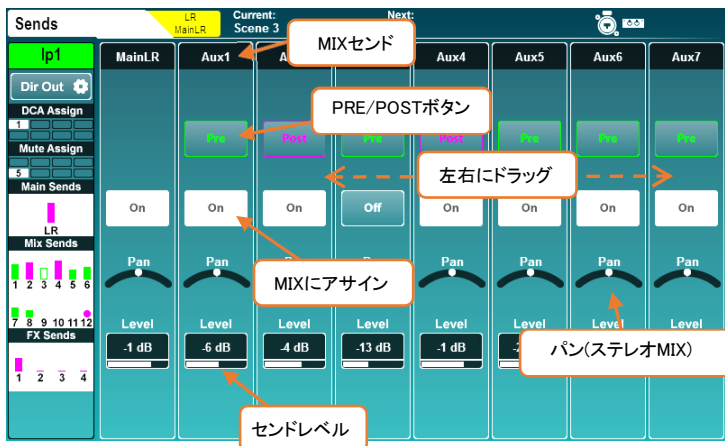 Sends
LR
MainLR
Current:
Scene 3
Next:
MIXセンド
Ip1
MainLR
Aux1
Aux4
Aux5
Aux6
Aux7
Dir Out
PRE/POSTボタン
DCA Assign
1
Mute Assign
5
Pre
Post
Pre
Post
Pre
Pre
Pre
左右にドラッグ
Main Sends
LR
On
On
On
Off
On
On
On
On
Mix Sends
1 2 3 4 5 6
Pan
Pan
Pan
Pan
Pan
Pan
Pan
MIXにアサイン
7 8 9 10 11 12
Level
Level
Level
Level
Level
Level
Level
Level
FX Sends
1 2 3 4
-1 dB
-6 dB
-4 dB
-13 dB
-1 dB
パン(ステレオMIX)
センドレベル